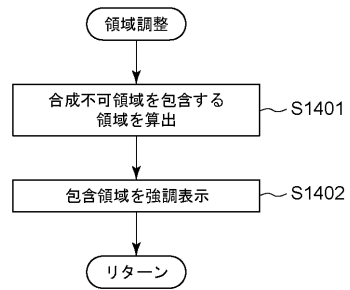 領域調整
合成不可領域を包含する
領域を算出
S1401
包含領域を強調表示
S1402
リターン